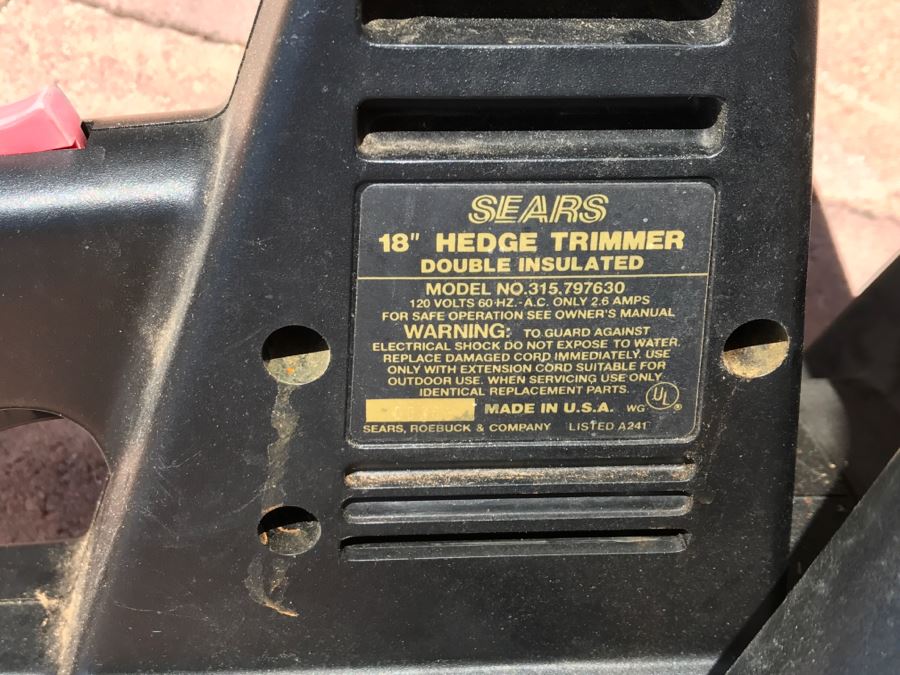 SEARS
18" HEDGE TRIMMER
DOUBLE INSULATED
MODEL NO.315.797630
120 VOLTS 60-HZ.-A.C. ONLY 2.6 AMPS
FOR SAFE OPERATION SEE OWNER'S MANUAL
WARNING: TO GUARD AGAINST
ELECTRICAL SHOCK DO NOT EXPOSE TO WATER.
REPLACE DAMAGED CORD IMMEDIATELY. USE
ONLY WITH EXTENSION CORD SUITABLE FOR
OUTDOOR USE. WHEN SERVICING USE ONLY
IDENTICAL REPLACEMENT PARTS.
MADE IN U.S.A. WG UL ®
SEARS, ROEBUCK & COMPANY LISTED A241